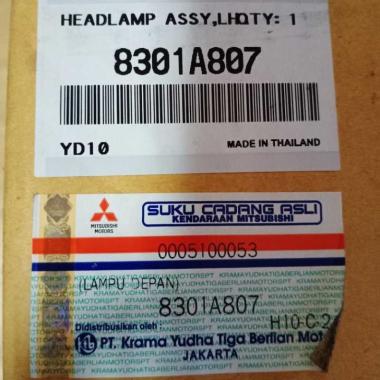 HEADLAMP ASSY,LH QTY: 1
8301A807
YD10 MADE IN THAILAND
MITSUBISHI
MOTORS
SUKU CADANG ASLI
KENDARAAN MITSUBISHI
0005100053
(LAMPU DEPAN)
8301A807
H10-C-2
Didistribusikan oleh
PT. Krama Yudha Tiga Berlian Mot
JAKARTA